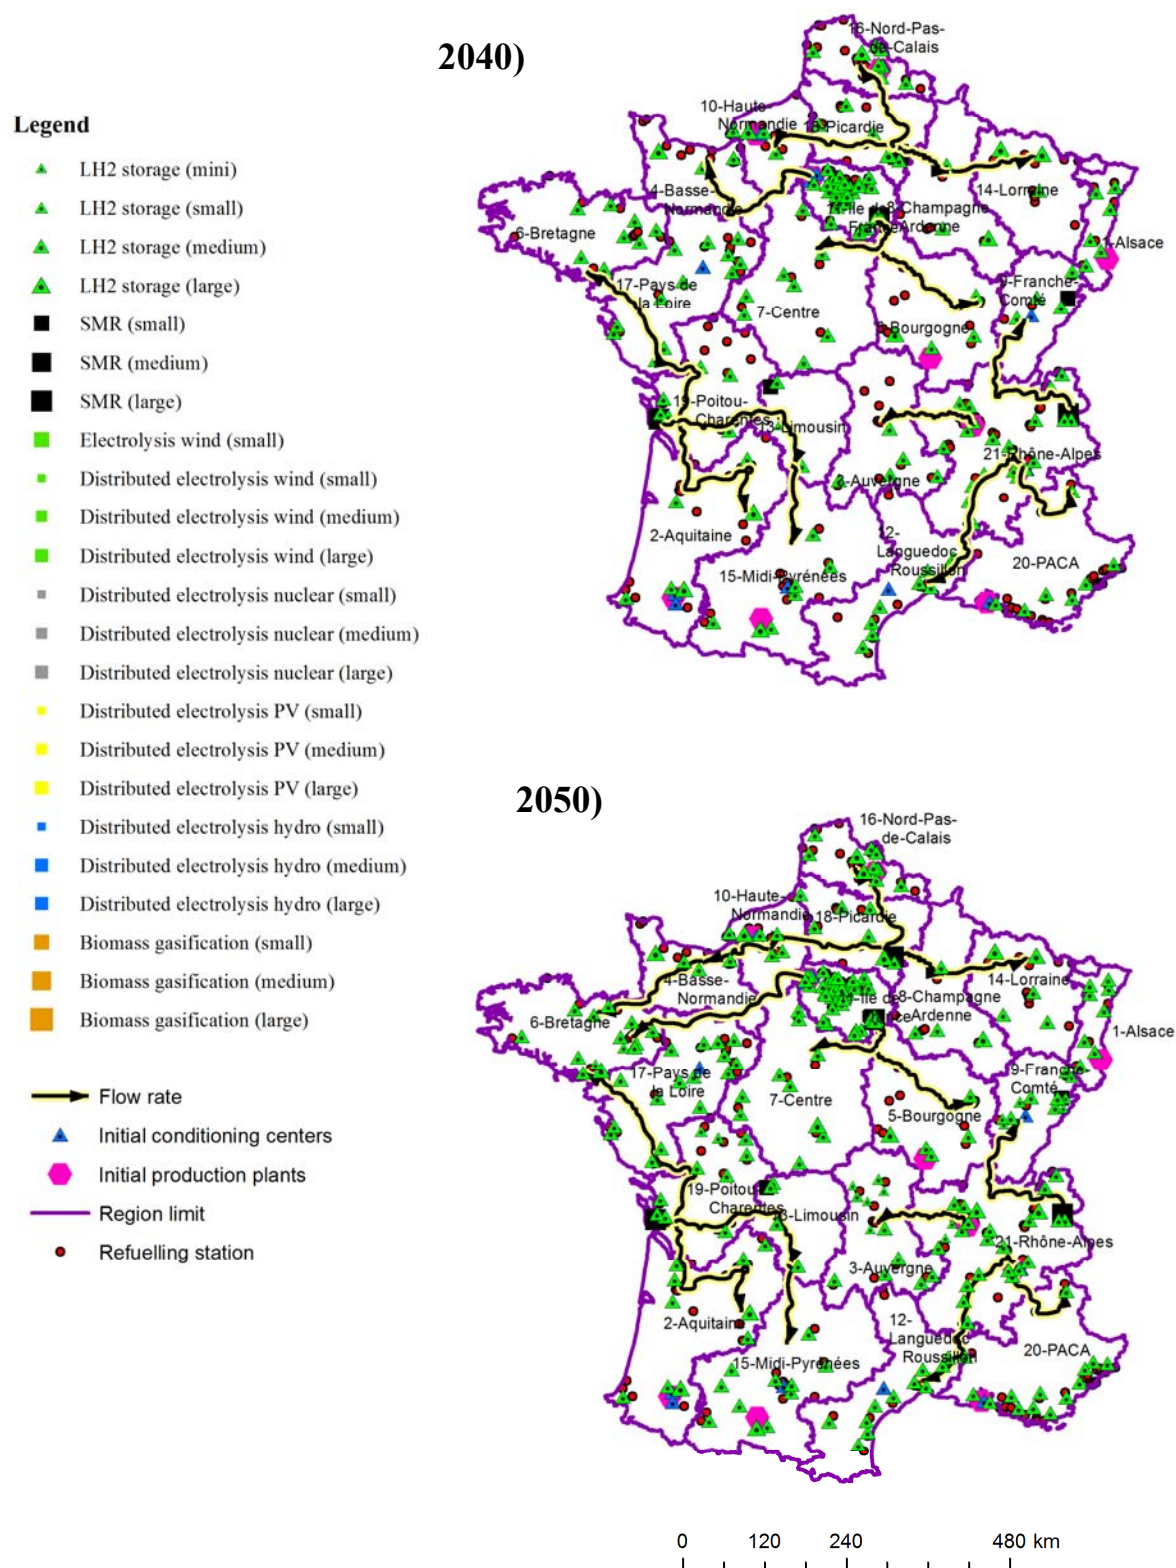 2040)
Legend
LH2 storage (mini)
LH2 storage (small)
LH2 storage (medium)
LH2 storage (large)
SMR (small)
SMR (medium)
SMR (large)
Electrolysis wind (small)
Distributed electrolysis wind (small)
Distributed electrolysis wind (medium)
Distributed electrolysis wind (large)
Distributed electrolysis nuclear (small)
Distributed electrolysis nuclear (medium)
Distributed electrolysis nuclear (large)
Distributed electrolysis PV (small)
Distributed electrolysis PV (medium)
Distributed electrolysis PV (large)
Distributed electrolysis hydro (small)
Distributed electrolysis hydro (medium)
Distributed electrolysis hydro (large)
Biomass gasification (small)
Biomass gasification (medium)
Biomass gasification (large)
Flow rate
Initial conditioning centers
Initial production plants
Region limit
Refuelling station
16-Nord-Pas-
de-Calais
10-Haute-
Normandie
18-Picardie
4-Basse-
Normandie
14-Lorraine
11-Ile de
France
8-Champagne
Ardenne
6-Bretagne
1-Alsace
17-Pays de
la Loire
9-Franche-
Comté
7-Centre
5-Bourgogne
19-Poitou-
Charentes
13-Limousin
21-Rhône-Alpes
3-Auvergne
2-Aquitaine
12-
Languedoc
Roussillon
20-PACA
15-Midi-Pyrénées
2050)
16-Nord-Pas-
de-Calais
10-Haute-
Normandie
18-Picardie
4-Basse-
Normandie
14-Lorraine
11-Ile de
France
8-Champagne
Ardenne
6-Bretagne
1-Alsace
17-Pays de
la Loire
9-Franche-
Comté
7-Centre
5-Bourgogne
19-Poitou-
Charentes
13-Limousin
21-Rhône-Alpes
3-Auvergne
2-Aquitaine
12-
Languedoc
Roussillon
20-PACA
15-Midi-Pyrénées
0 120 240 480 km